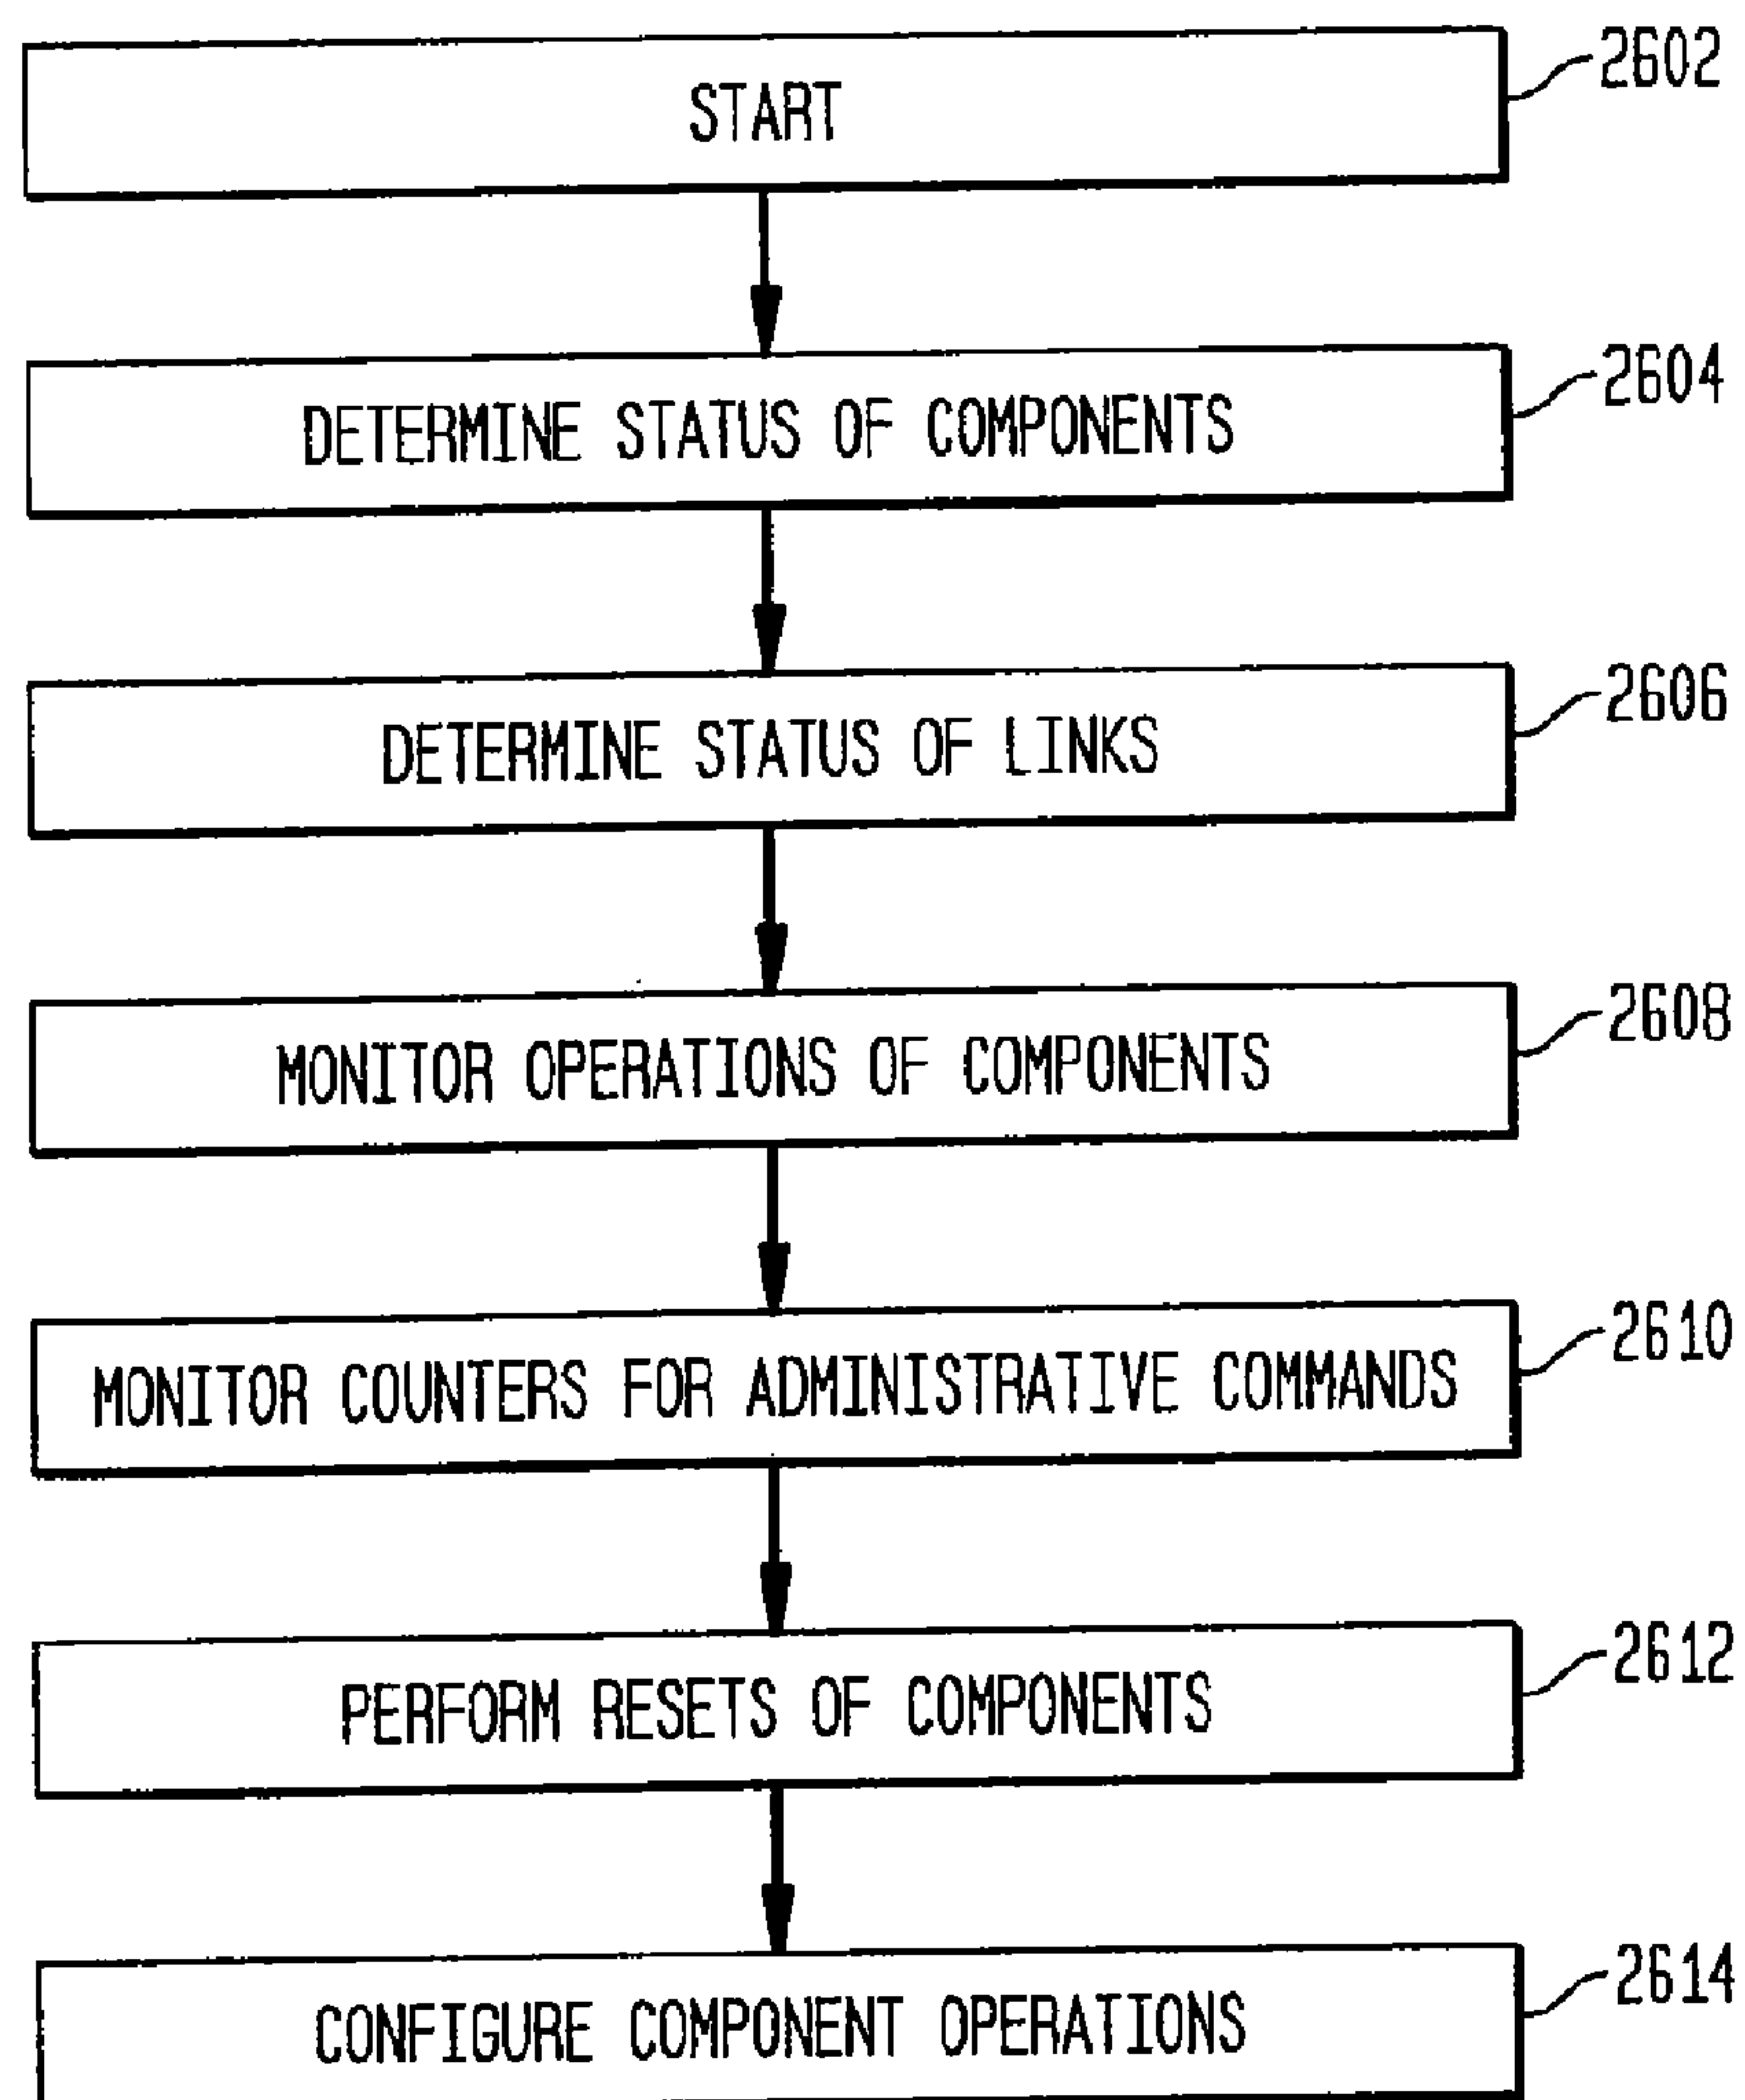 START
2602
DETERMINE STATUS OF COMPONENTS
2604
DETERMINE STATUS OF LINKS
2606
MONITOR OPERATIONS OF COMPONENTS
2608
MONITOR COUNTERS FOR ADMINISTRATIVE COMMANDS
2610
PERFORM RESETS OF COMPONENTS
2612
CONFIGURE COMPONENT OPERATIONS
2614